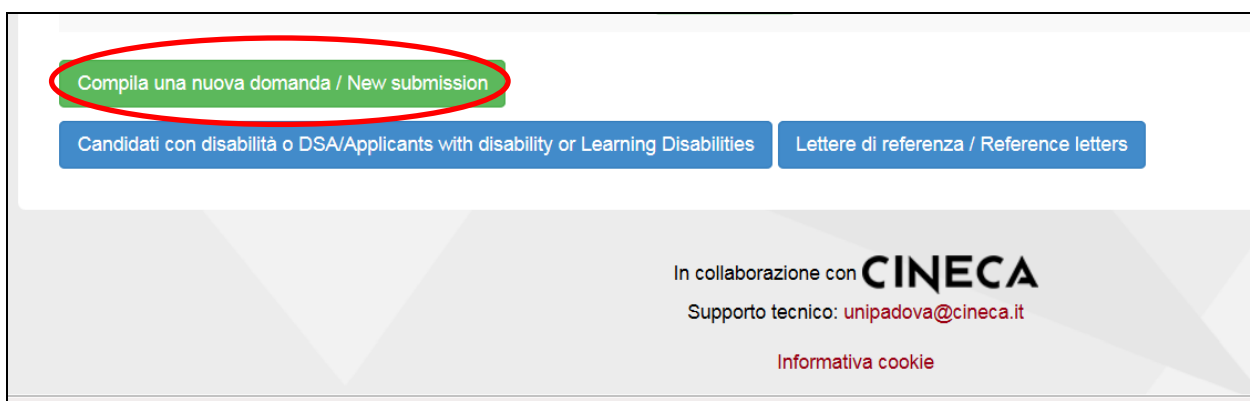 Compila una nuova domanda / New submission
Candidati con disabilità o DSA/Applicants with disability or Learning Disabilities
Lettere di referenza / Reference letters
In collaborazione con CINECA
Supporto tecnico: unipadova@cineca.it
Informativa cookie